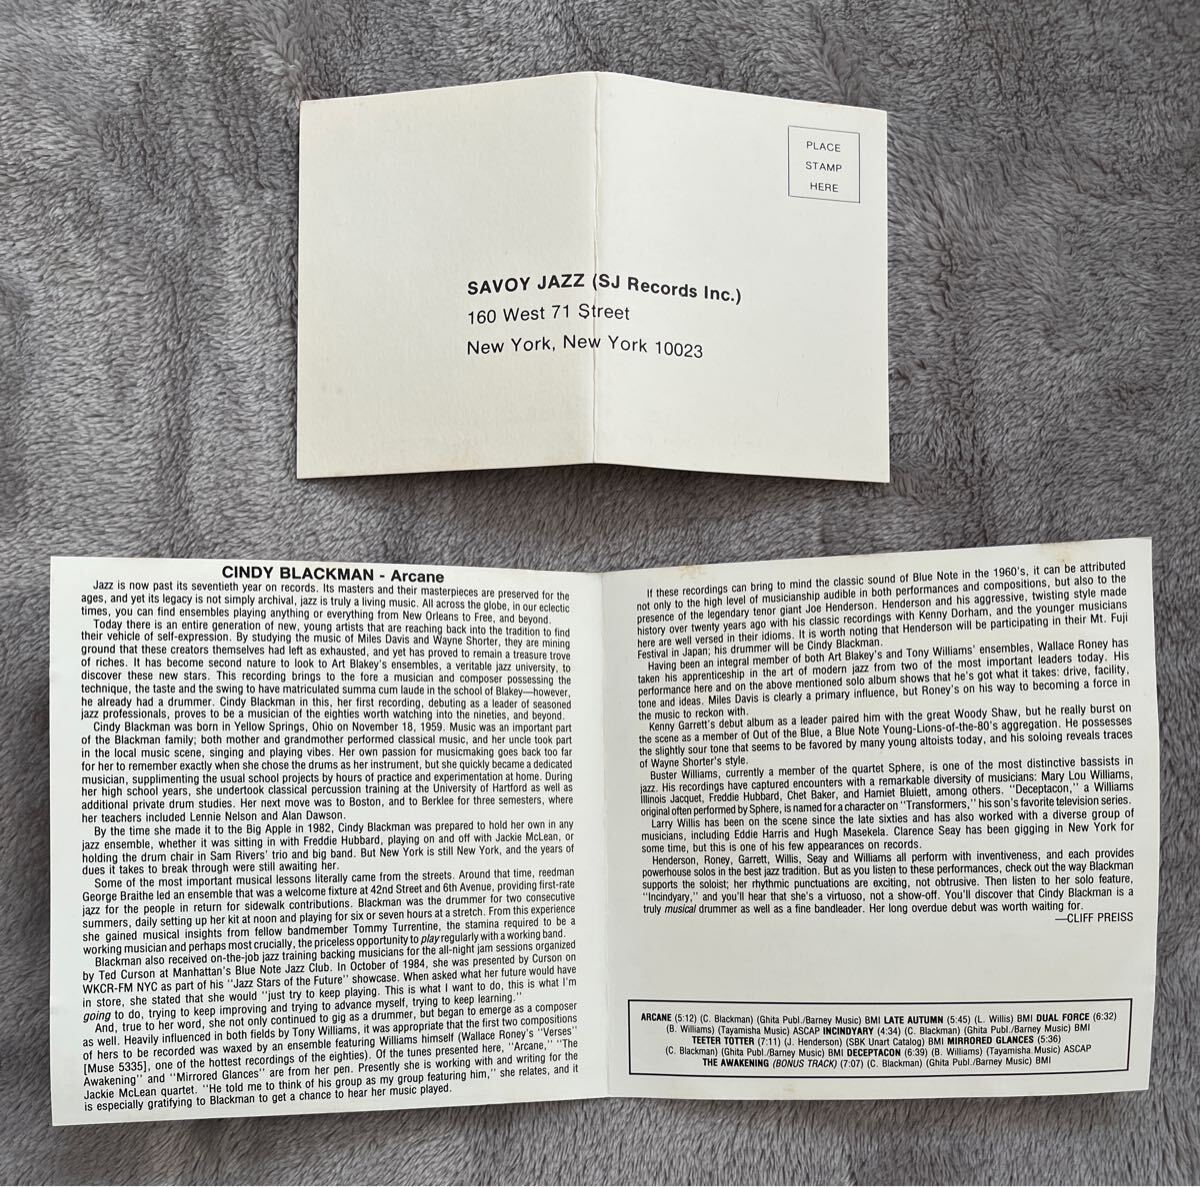 PLACE
STAMP
HERE
SAVOY JAZZ (SJ Records Inc.)
160 West 71 Street
New York, New York 10023
CINDY BLACKMAN - Arcane
Jazz is now past its seventieth year on records. Its masters and their masterpieces are preserved for the
ages, and yet its legacy is not simply archival, jazz is truly a living music. All across the globe, in our eclectic
times, you can find ensembles playing anything or everything from New Orleans to Free, and beyond.
Today there is an entire generation of new, young artists that are reaching back into the tradition to find
their vehicle of self-expression. By studying the music of Miles Davis and Wayne Shorter, they are mining
ground that these creators themselves had left as exhausted, and yet has proved to remain a treasure trove
of riches. It has become second nature to look to Art Blakey's ensembles, a veritable jazz university, to
discover these new stars. This recording brings to the fore a musician and composer possessing the
technique, the taste and the swing to have matriculated summa cum laude in the school of Blakey—however,
he already had a drummer. Cindy Blackman in this, her first recording, debuting as a leader of seasoned
jazz professionals, proves to be a musician of the eighties worth watching into the nineties, and beyond.
Cindy Blackman was born in Yellow Springs, Ohio on November 18, 1959. Music was an important part
of the Blackman family; both mother and grandmother performed classical music, and her uncle took part
in the local music scene, singing and playing vibes. Her own passion for musicmaking goes back too far
for her to remember exactly when she chose the drums as her instrument, but she quickly became a dedicated
musician, supplimenting the usual school projects by hours of practice and experimentation at home. During
her high school years, she undertook classical percussion training at the University of Hartford as well as
additional private drum studies. Her next move was to Boston, and to Berklee for three semesters, where
her teachers included Lennie Nelson and Alan Dawson.
By the time she made it to the Big Apple in 1982, Cindy Blackman was prepared to hold her own in any
jazz ensemble, whether it was sitting in with Freddie Hubbard, playing on and off with Jackie McLean, or
holding the drum chair in Sam Rivers' trio and big band. But New York is still New York, and the years of
dues it takes to break through were still awaiting her.
Some of the most important musical lessons literally came from the streets. Around that time, reedman
George Braithe led an ensemble that was a welcome fixture at 42nd Street and 6th Avenue, providing first-rate
jazz for the people in return for sidewalk contributions. Blackman was the drummer for two consecutive
summers, daily setting up her kit at noon and playing for six or seven hours at a stretch. From this experience
she gained musical insights from fellow bandmember Tommy Turrentine, the stamina required to be a
working musician and perhaps most crucially, the priceless opportunity to play regularly with a working band.
Blackman also received on-the-job jazz training backing musicians for the all-night jam sessions organized
by Ted Curson at Manhattan's Blue Note Jazz Club. In October of 1984, she was presented by Curson on
WKCR-FM NYC as part of his "Jazz Stars of the Future" showcase. When asked what her future would have
in store, she stated that she would "just try to keep playing. This is what I want to do, this is what I'm
going to do, trying to keep improving and trying to advance myself, trying to keep learning."
And, true to her word, she not only continued to gig as a drummer, but began to emerge as a composer
as well. Heavily influenced in both fields by Tony Williams, it was appropriate that the first two compositions
of hers to be recorded was waxed by an ensemble featuring Williams himself (Wallace Roney's "Verses"
[Muse 5335], one of the hottest recordings of the eighties). Of the tunes presented here, "Arcane," "The
Awakening" and "Mirrored Glances" are from her pen. Presently she is working with and writing for the
Jackie McLean quartet. "He told me to think of his group as my group featuring him," she relates, and it
is especially gratifying to Blackman to get a chance to hear her music played.
If these recordings can bring to mind the classic sound of Blue Note in the 1960's, it can be attributed
not only to the high level of musicianship audible in both performances and compositions, but also to the
presence of the legendary tenor giant Joe Henderson. Henderson and his aggressive, twisting style made
history over twenty years ago with his classic recordings with Kenny Dorham, and the younger musicians
here are well versed in their idioms. It is worth noting that Henderson will be participating in their Mt. Fuji
Festival in Japan; his drummer will be Cindy Blackman.
Having been an integral member of both Art Blakey's and Tony Williams' ensembles, Wallace Roney has
taken his apprenticeship in the art of modern jazz from two of the most important leaders today. His
performance here and on the above mentioned solo album shows that he's got what it takes: drive, facility,
tone and ideas. Miles Davis is clearly a primary influence, but Roney's on his way to becoming a force in
the music to reckon with.
Kenny Garrett's debut album as a leader paired him with the great Woody Shaw, but he really burst on
the scene as a member of Out of the Blue, a Blue Note Young-Lions-of-the-80's aggregation. He possesses
the slightly sour tone that seems to be favored by many young altoists today, and his soloing reveals traces
of Wayne Shorter's style.
Buster Williams, currently a member of the quartet Sphere, is one of the most distinctive bassists in
jazz. His recordings have captured encounters with a remarkable diversity of musicians: Mary Lou Williams,
Illinois Jacquet, Freddie Hubbard, Chet Baker, and Hamiet Bluiett, among others. "Deceptacon," a Williams
original often performed by Sphere, is named for a character on "Transformers," his son's favorite television series.
Larry Willis has been on the scene since the late sixties and has also worked with a diverse group of
musicians, including Eddie Harris and Hugh Masekela. Clarence Seay has been gigging in New York for
some time, but this is one of his few appearances on records.
Henderson, Roney, Garrett, Willis, Seay and Williams all perform with inventiveness, and each provides
powerhouse solos in the best jazz tradition. But as you listen to these performances, check out the way Blackman
supports the soloist; her rhythmic punctuations are exciting, not obtrusive. Then listen to her solo feature,
"Incindyary," and you'll hear that she's a virtuoso, not a show-off. You'll discover that Cindy Blackman is a
truly musical drummer as well as a fine bandleader. Her long overdue debut was worth waiting for.
—CLIFF PREISS
ARCANE (5:12) (C. Blackman) (Ghita Publ./Barney Music) BMI LATE AUTUMN (5:45) (L. Willis) BMI DUAL FORCE (6:32)
(B. Williams) (Tayamisha Music) ASCAP INCINDYARY (4:34) (C. Blackman) (Ghita Publ./Barney Music) BMI
TEETER TOTTER (7:11) (J. Henderson) (SBK Unart Catalog) BMI MIRRORED GLANCES (5:36)
(C. Blackman) (Ghita Publ./Barney Music) BMI DECEPTACON (6:39) (B. Williams) (Tayamisha Music) ASCAP
THE AWAKENING (BONUS TRACK) (7:07) (C. Blackman) (Ghita Publ./Barney Music) BMI